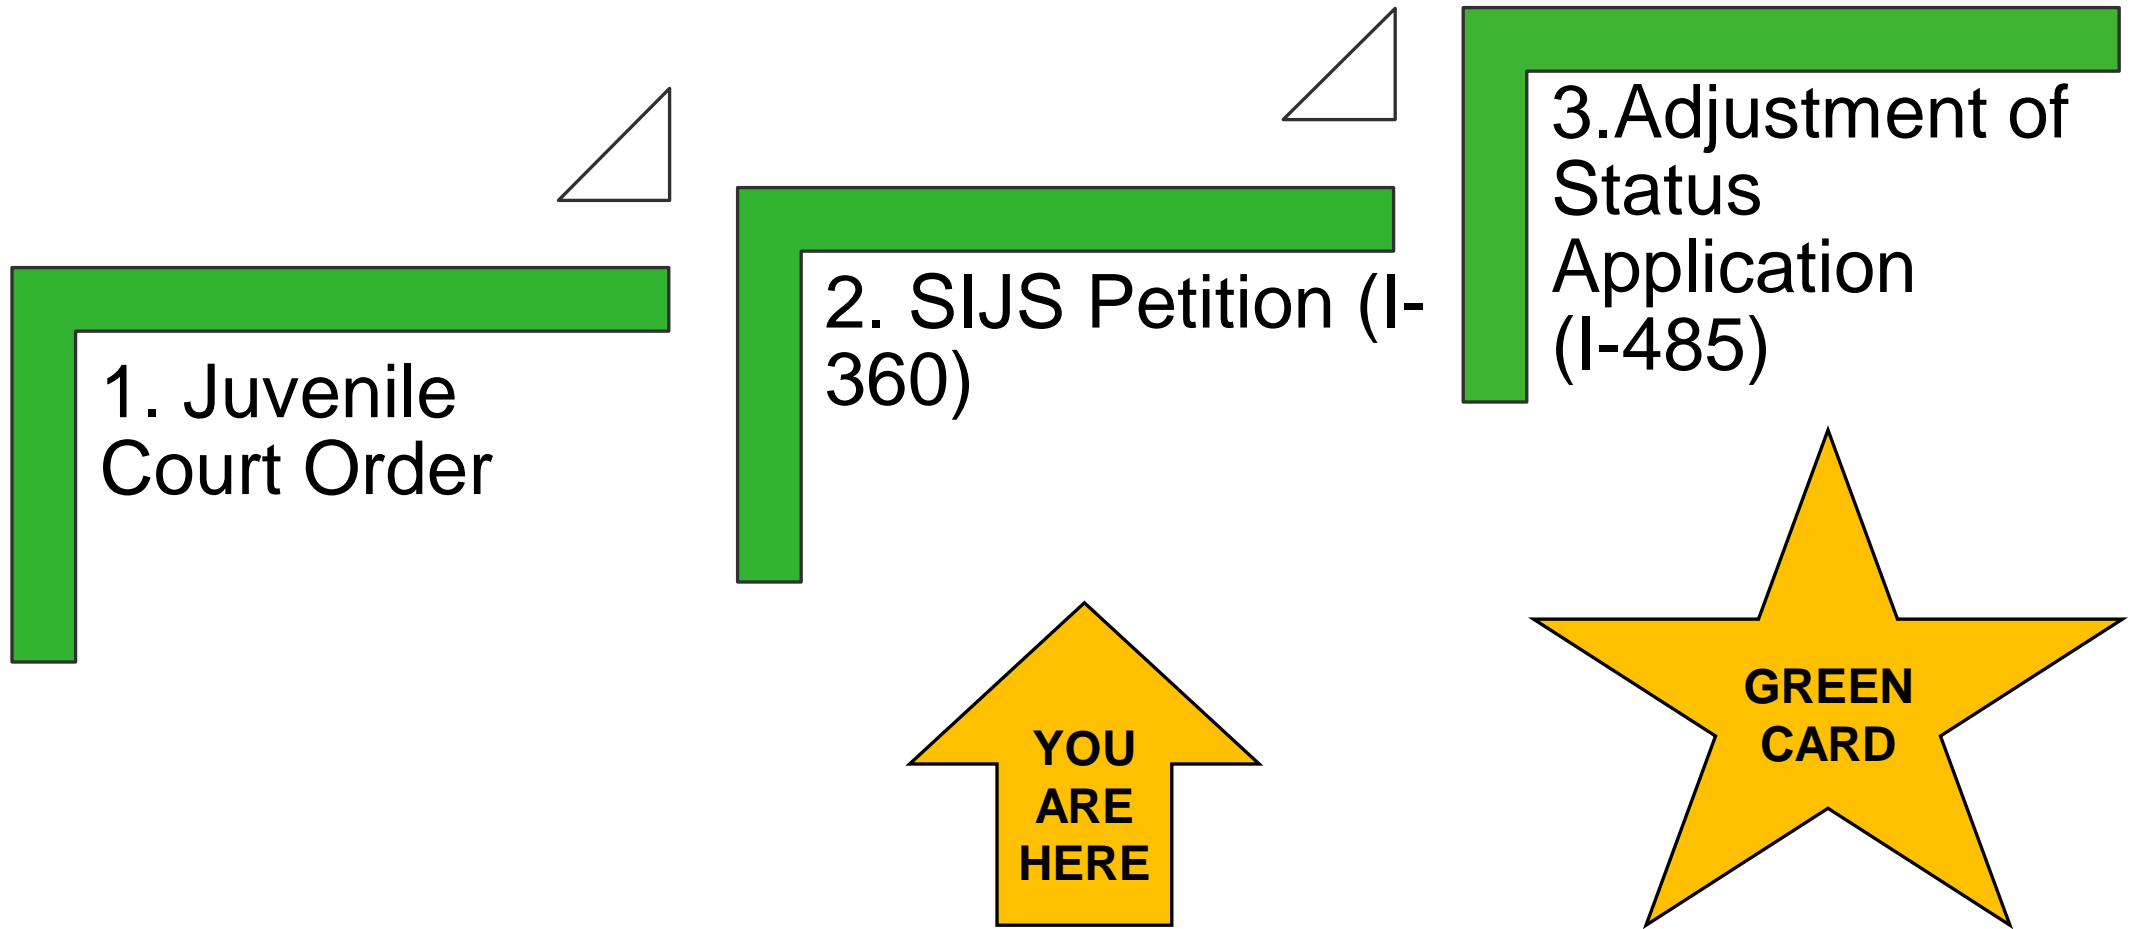 1. Juvenile
Court Order
2. SIJS Petition (I-
360)
3.Adjustment of
Status
Application
(I-485)
YOU
ARE
HERE
GREEN
CARD